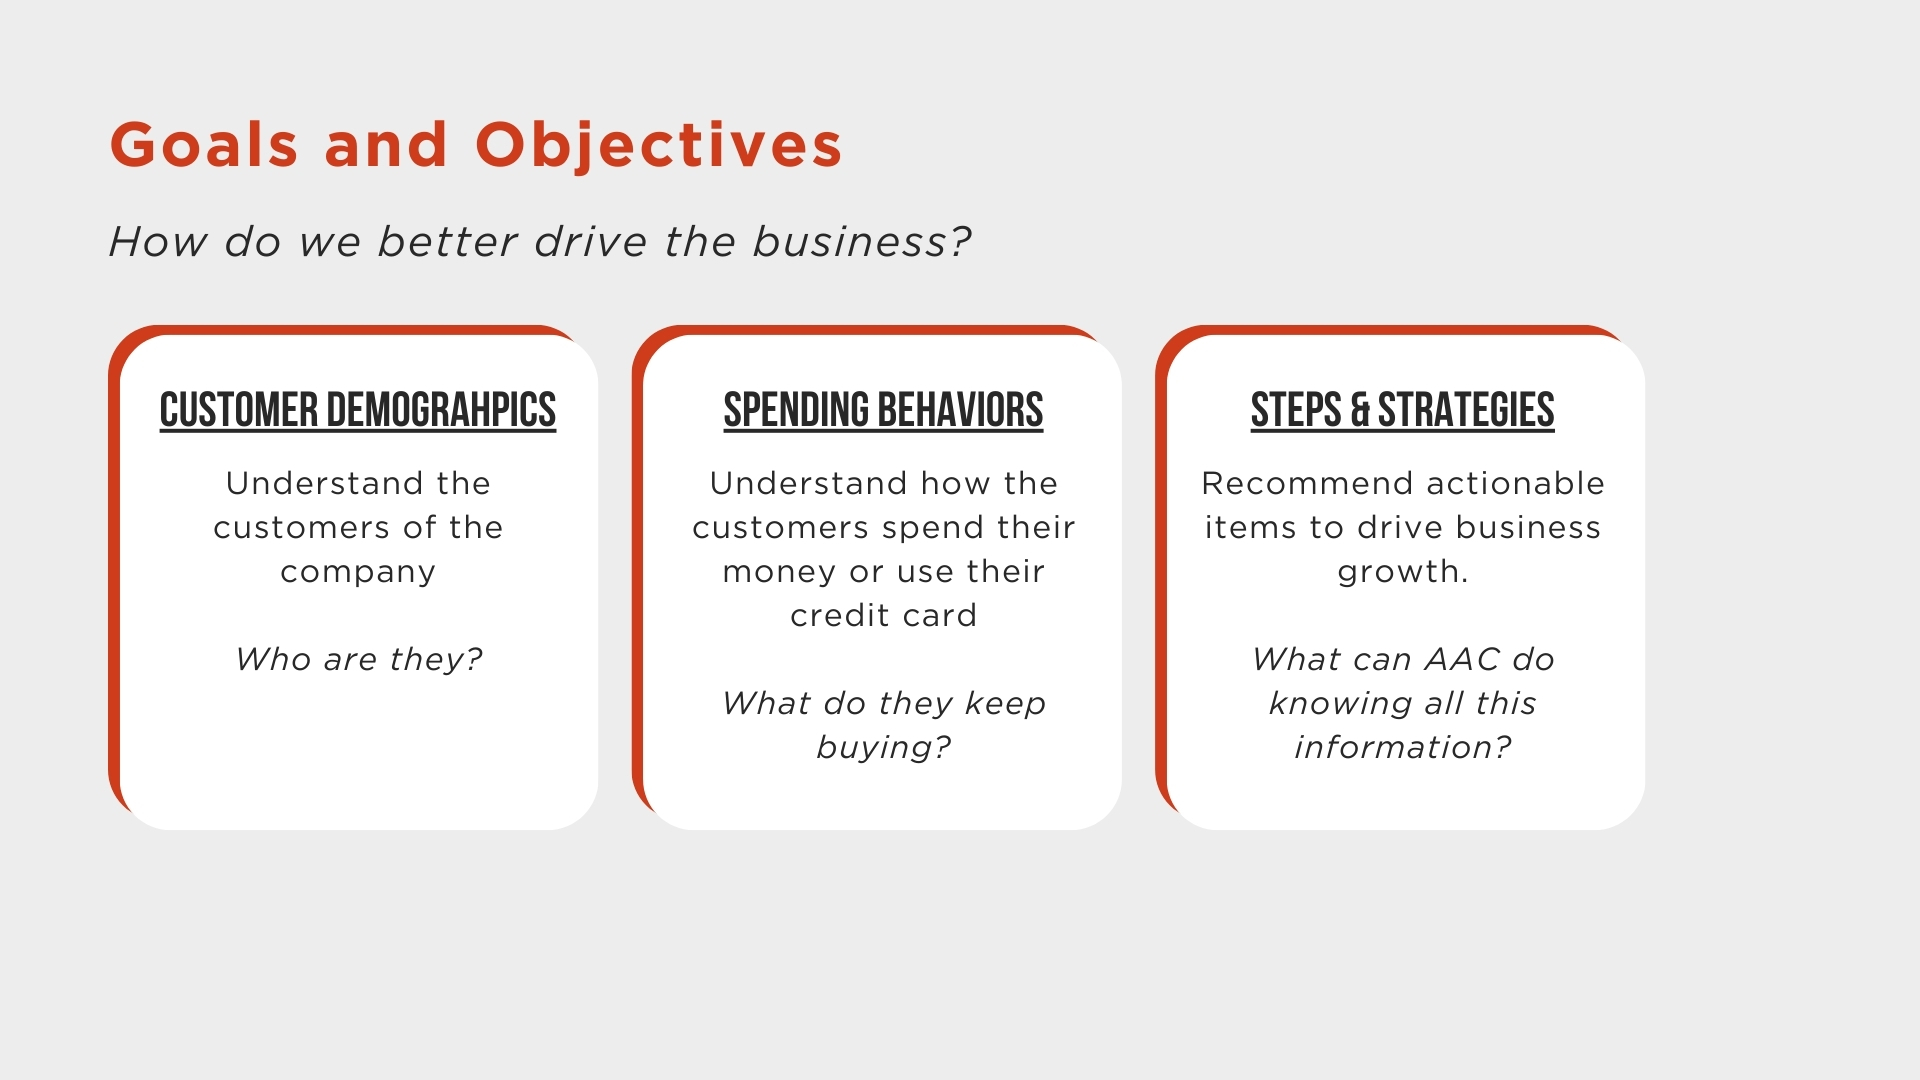 Goals and Objectives
How do we better drive the business?
CUSTOMER DEMOGRAHPICS
Understand the
customers of the
company
Who are they?
SPENDING BEHAVIORS
Understand how the
customers spend their
money or use their
credit card
What do they keep
buying?
STEPS & STRATEGIES
Recommend actionable
items to drive business
growth.
What can AAC do
knowing all this
information?